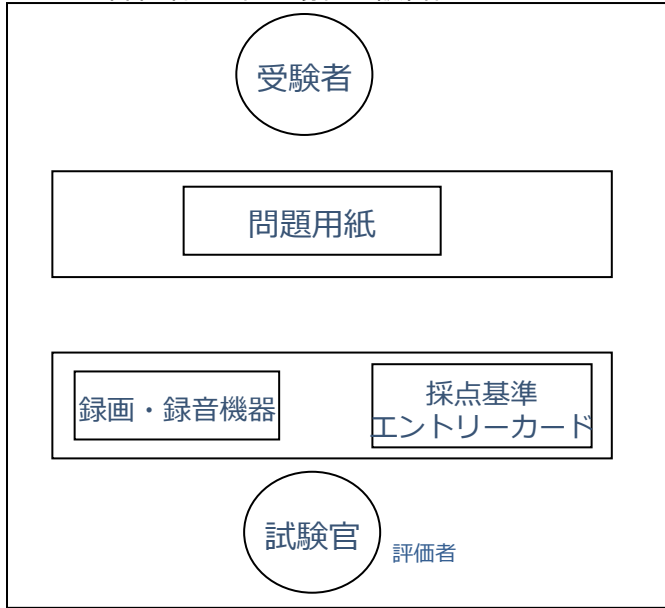 受験者
問題用紙
録画・録音機器
採点基準
エントリーカード
試験官
評価者